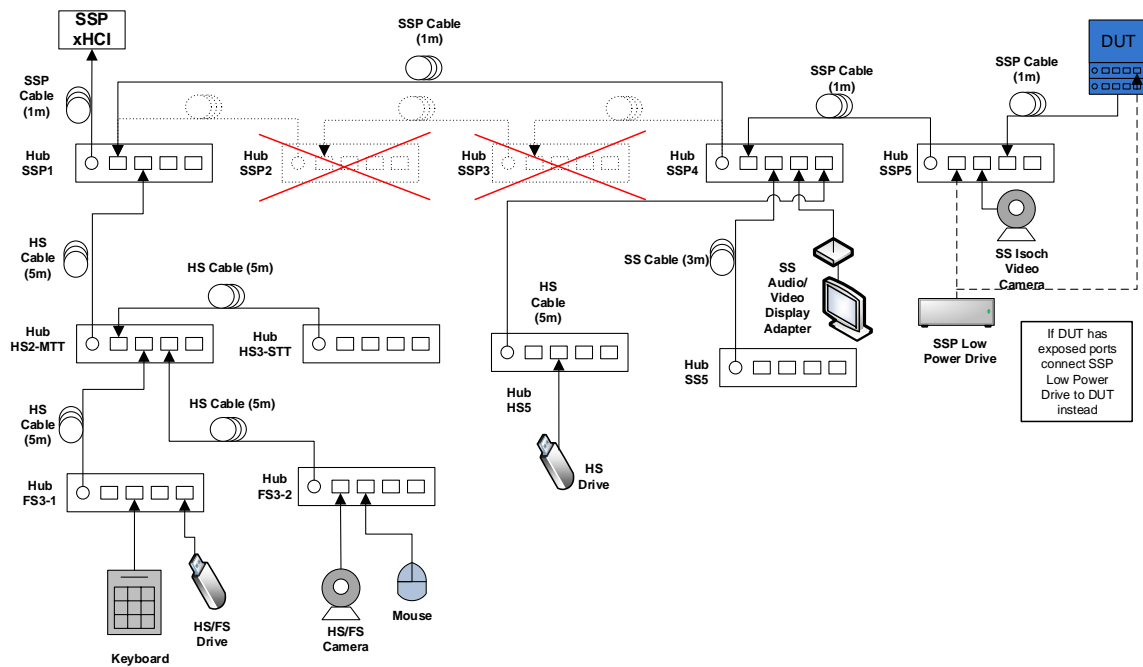 SSP
xHCI
SSP
Cable
(1m)
SSP Cable
(1m)
SSP Cable
(1m)
SSP Cable
(1m)
DUT
Hub
SSP1
Hub
SSP2
Hub
SSP3
Hub
SSP4
Hub
SSP5
HS
Cable
(5m)
HS Cable (5m)
HS
Cable
(5m)
SS Cable (3m)
SS
Audio/
Video
Display
Adapter
SS Isoch
Video
Camera
SSP Low
Power Drive
If DUT has
exposed ports
connect SSP
Low Power
Drive to DUT
instead
Hub
HS2-MTT
Hub
HS3-STT
Hub
HS5
Hub
SS5
HS
Cable
(5m)
HS Cable (5m)
HS
Drive
Hub
FS3-1
Hub
FS3-2
Keyboard
HS/FS
Drive
HS/FS
Camera
Mouse